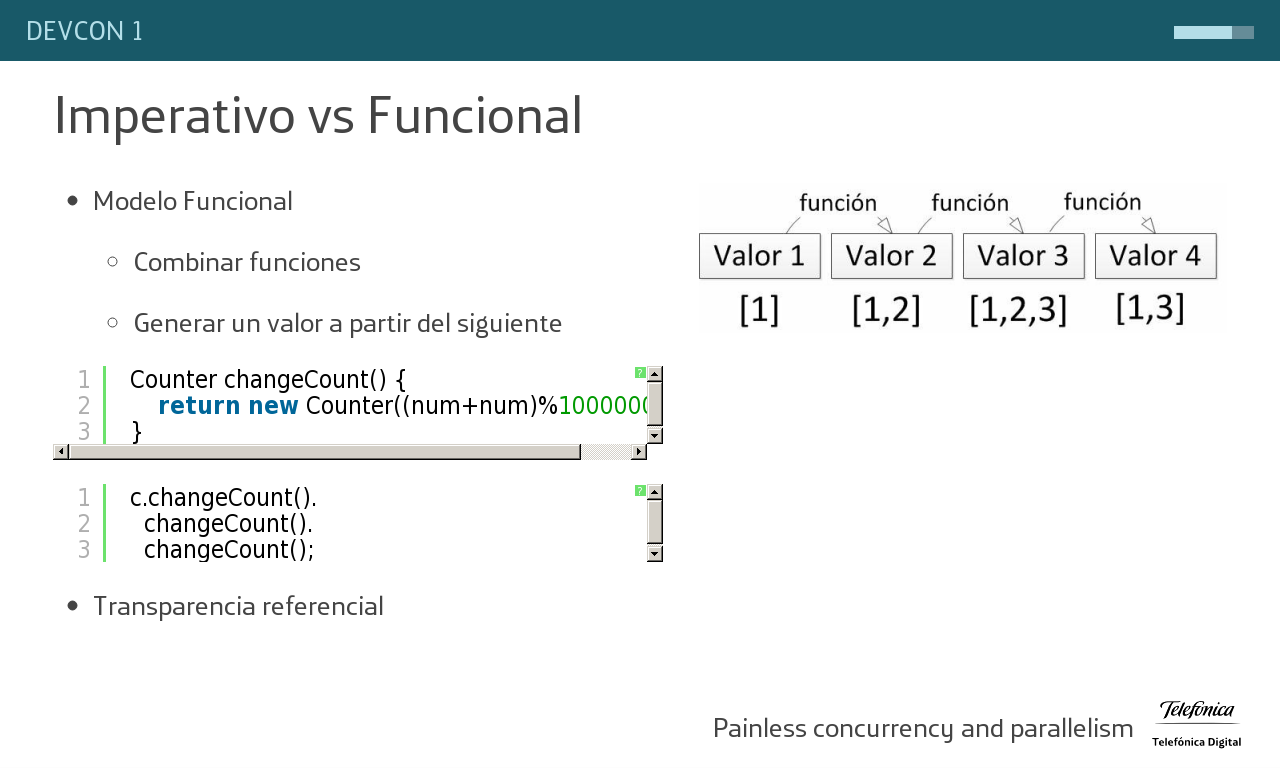 DEVCON 1
Imperativo vs Funcional
Modelo Funcional
Combinar funciones
Generar un valor a partir del siguiente
1 Counter changeCount() {
2 return new Counter((num+num)%1000000
3 }
?
1 c.changeCount().
2 changeCount().
3 changeCount();
?
Transparencia referencial
función función función
Valor 1 Valor 2 Valor 3 Valor 4
[1] [1,2] [1,2,3] [1,3]
Painless concurrency and parallelism
Telefónica
Telefónica Digital